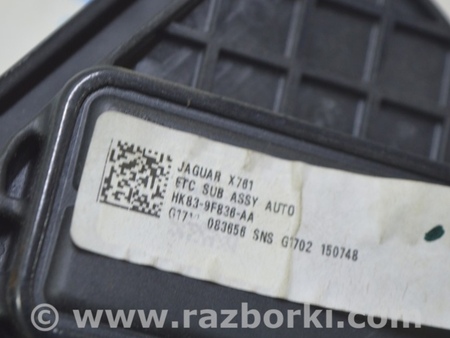 JAGUAR X761
ETC SUB ASSY AUTO
HK83-9F836-AA
083656 SNS G1702 150748
www.razborki.com